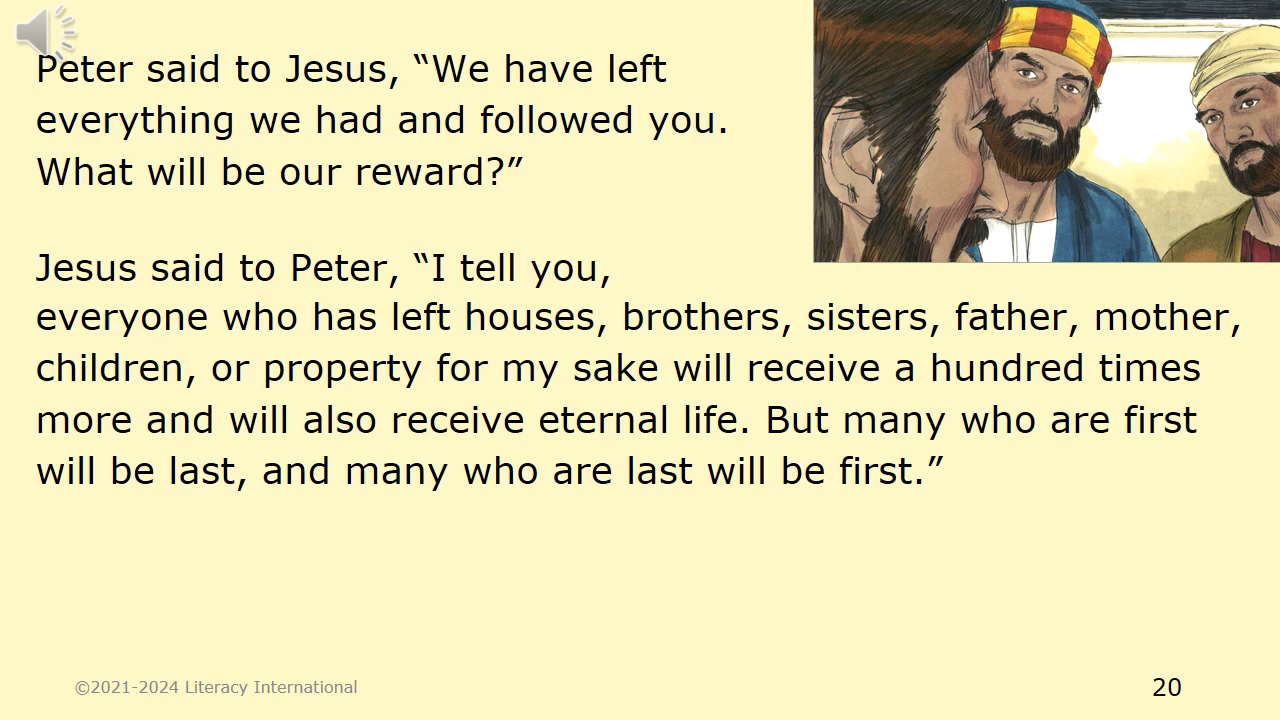 Peter said to Jesus, “We have left
everything we had and followed you.
What will be our reward?”
Jesus said to Peter, “I tell you,
everyone who has left houses, brothers, sisters, father, mother,
children, or property for my sake will receive a hundred times
more and will also receive eternal life. But many who are first
will be last, and many who are last will be first.”
©2021-2024 Literacy International
20